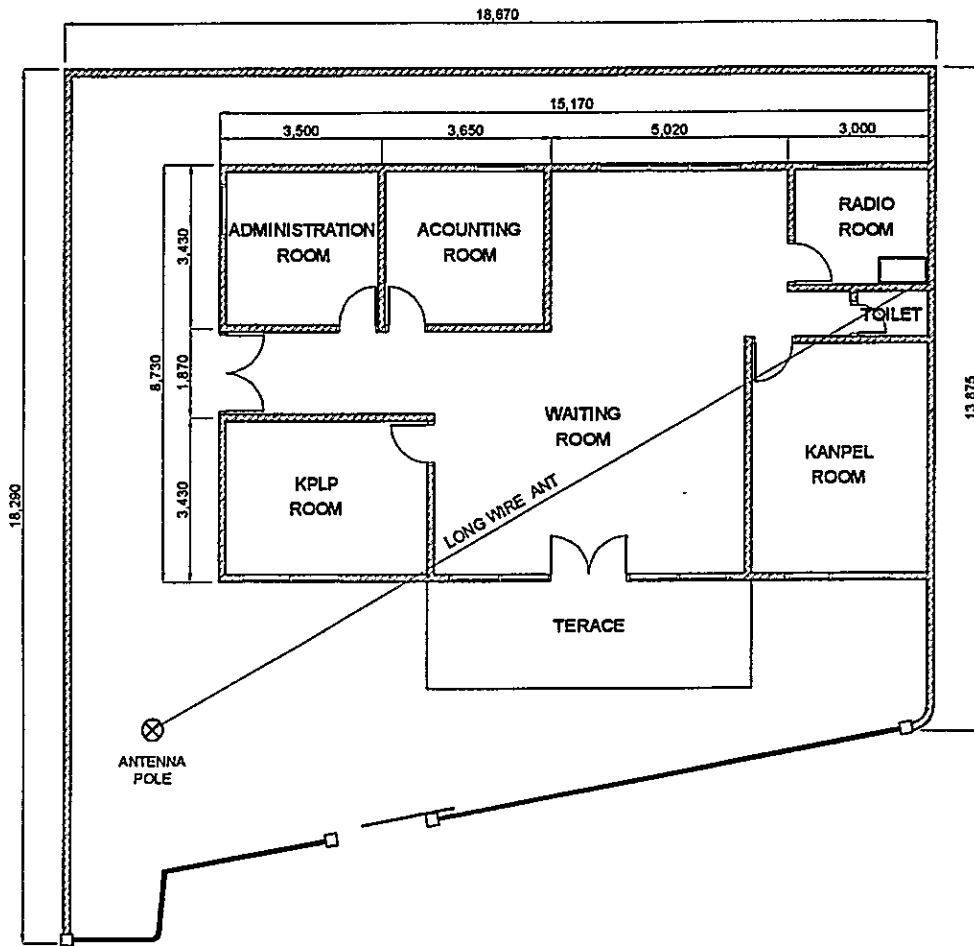 18,670
15,170
3,500
3,650
5,020
3,000
ADMINISTRATION
ROOM
ACOUNTING
ROOM
RADIO
ROOM
TOILET
3,430
8,730
1,870
3,430
18,290
13,875
WAITING
ROOM
KANPEL
ROOM
KPLP
ROOM
LONG WIRE ANT
TERACE
ANTENNA
POLE